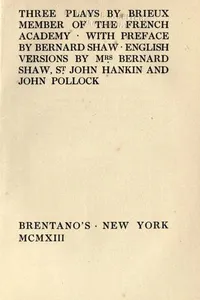 THREE PLAYS BY BRIEUX
MEMBER OF THE FRENCH
ACADEMY · WITH PREFACE
BY BERNARD SHAW · ENGLISH
VERSIONS BY MRS BERNARD
SHAW, ST JOHN HANKIN AND
JOHN POLLOCK
BRENTANO'S · NEW YORK
MCMXIII